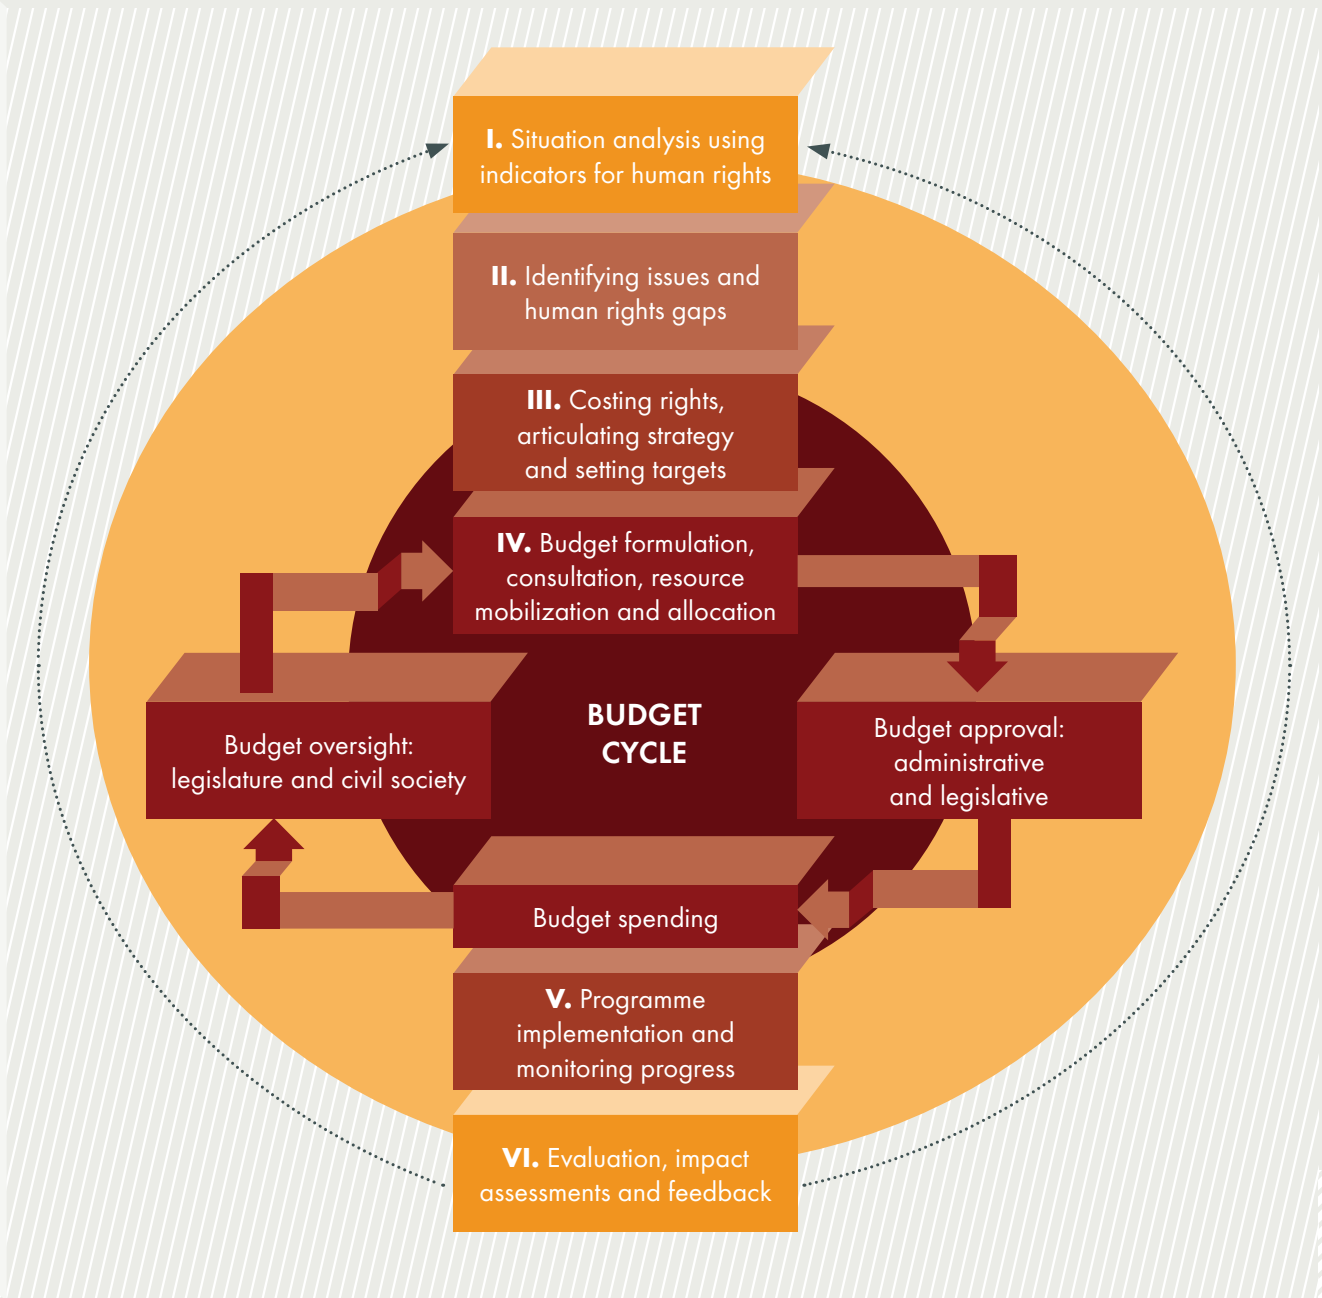 I. Situation analysis using
indicators for human rights
II. Identifying issues and
human rights gaps
III. Costing rights,
articulating strategy
and setting targets
IV. Budget formulation,
consultation, resource
mobilization and allocation
BUDGET
CYCLE
Budget oversight:
legislature and civil society
Budget approval:
administrative
and legislative
Budget spending
V. Programme
implementation and
monitoring progress
VI. Evaluation, impact
assessments and feedback